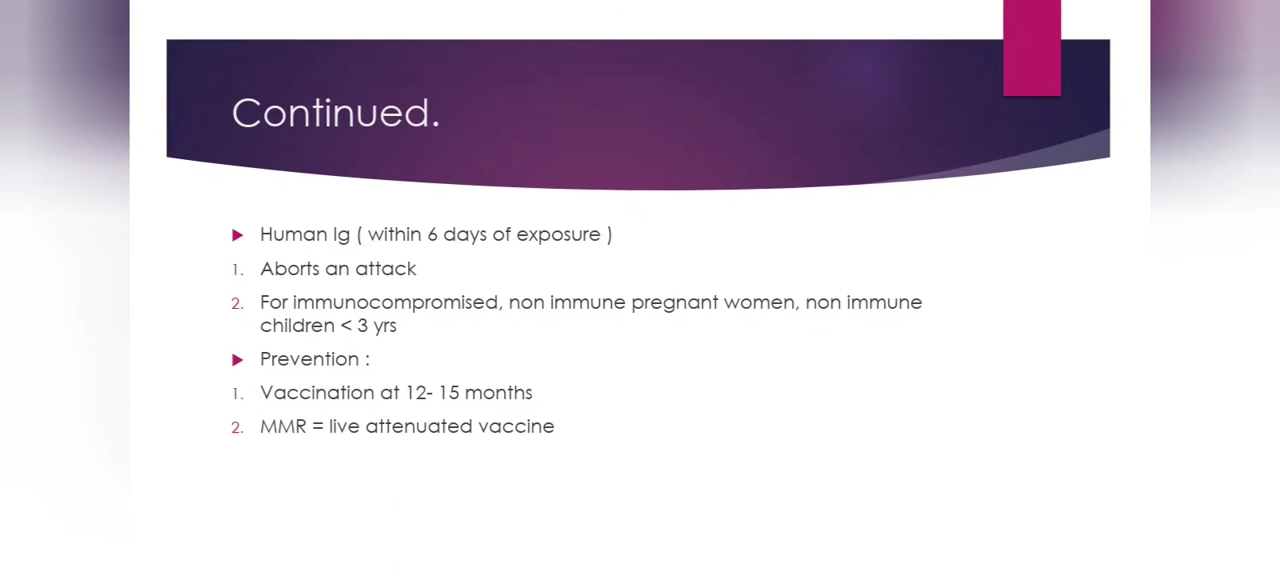 Continued.
Human Ig ( within 6 days of exposure )
1. Aborts an attack
2. For immunocompromised, non immune pregnant women, non immune
children < 3 yrs
Prevention :
1. Vaccination at 12- 15 months
2. MMR = live attenuated vaccine